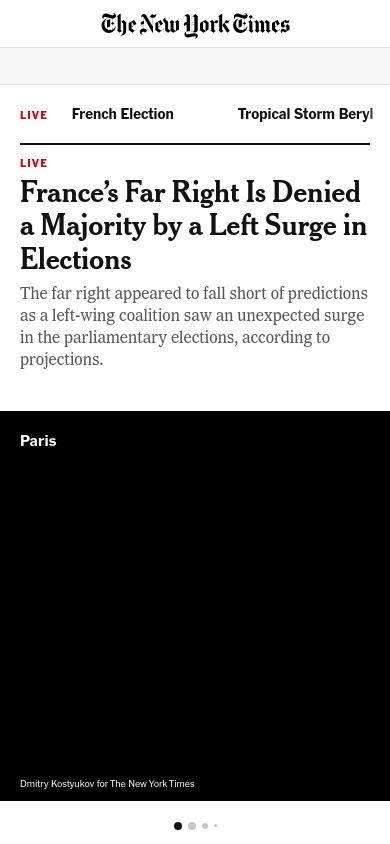 The New York Times
LIVE French Election Tropical Storm Beryl
LIVE
France’s Far Right Is Denied
a Majority by a Left Surge in
Elections
The far right appeared to fall short of predictions
as a left-wing coalition saw an unexpected surge
in the parliamentary elections, according to
projections.
Paris
Dmitry Kostyukov for The New York Times